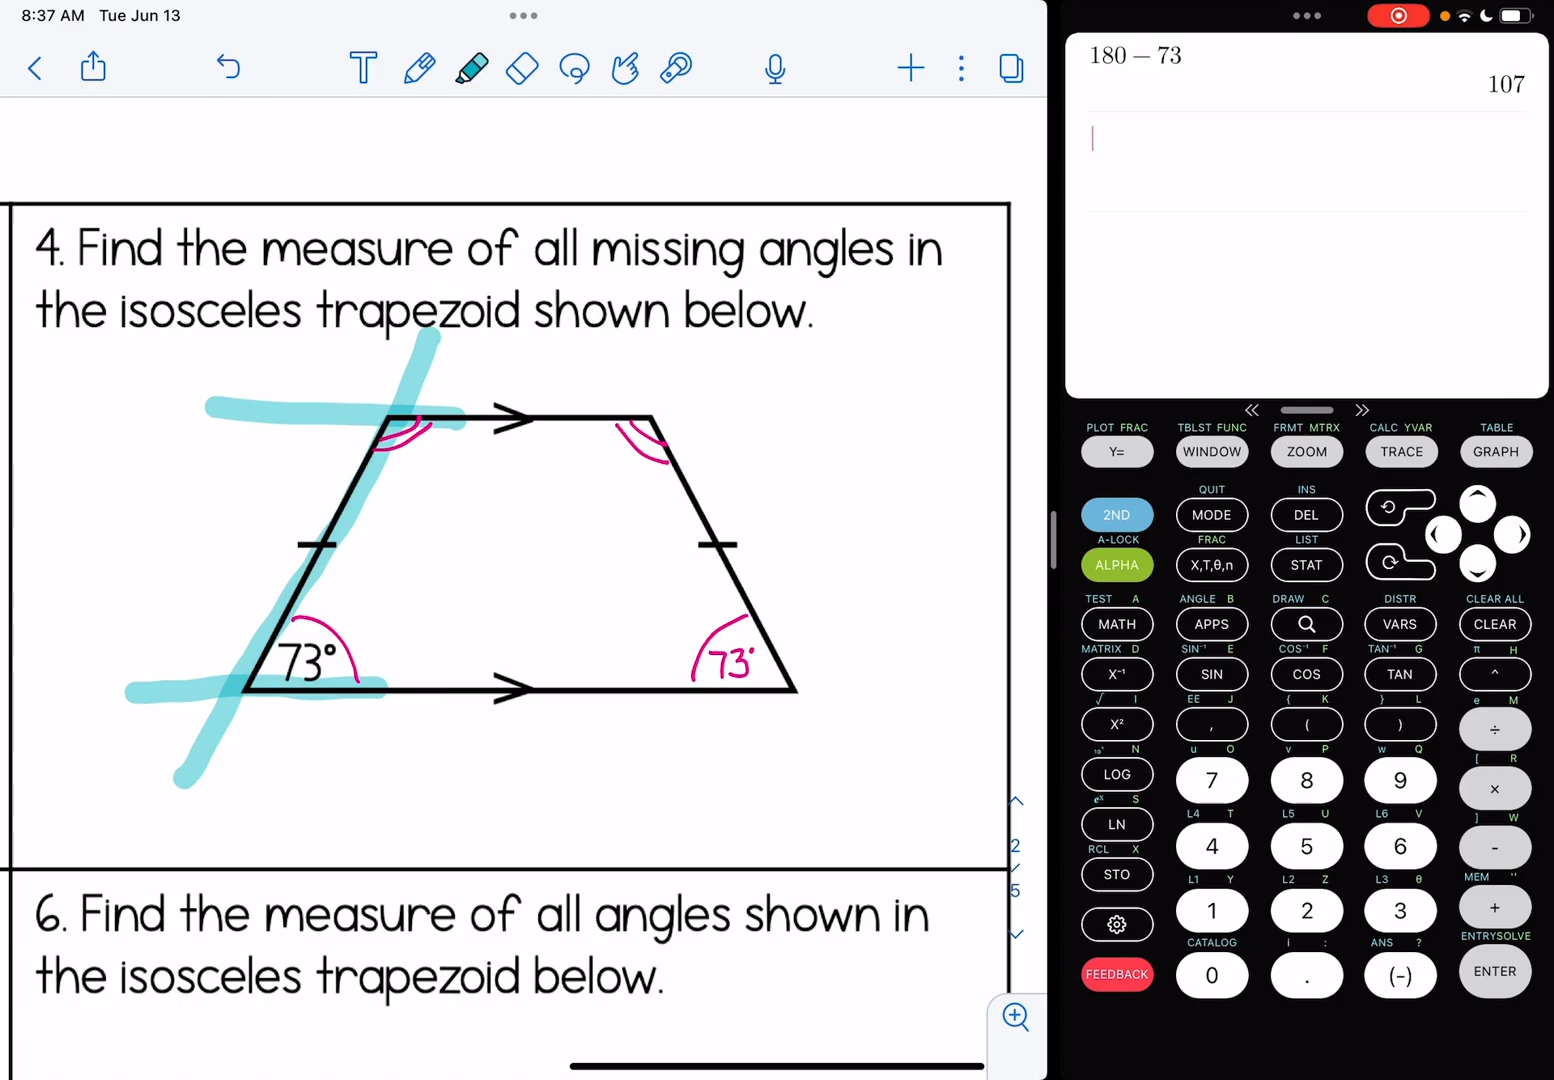 8:37 AM Tue Jun 13
180 – 73
107
4. Find the measure of all missing angles in
the isosceles trapezoid shown below.
73° 73°
6. Find the measure of all angles shown in
the isosceles trapezoid below.
2
5
PLOT FRAC TBLST FUNC FRMT MTRX CALC YVAR TABLE
Y= WINDOW ZOOM TRACE GRAPH
QUIT INS
2ND MODE DEL
A-LOCK FRAC LIST
ALPHA X,T,θ,n STAT
TEST A ANGLE B DRAW C DISTR CLEAR ALL
MATH APPS VARS CLEAR
MATRIX D SIN⁻¹ E COS⁻¹ F TAN⁻¹ G π H
X⁻¹ SIN COS TAN ^
√ I EE J { K } L e M
X² , ( ) ÷
10ˣ N u O v P w Q [ R
LOG 7 8 9 ×
eˣ S L4 T L5 U L6 V ] W
LN 4 5 6 -
RCL X L1 Y L2 Z L3 θ MEM "
STO 1 2 3 +
CATALOG i : ANS ? ENTRYSOLVE
FEEDBACK 0 . (-) ENTER